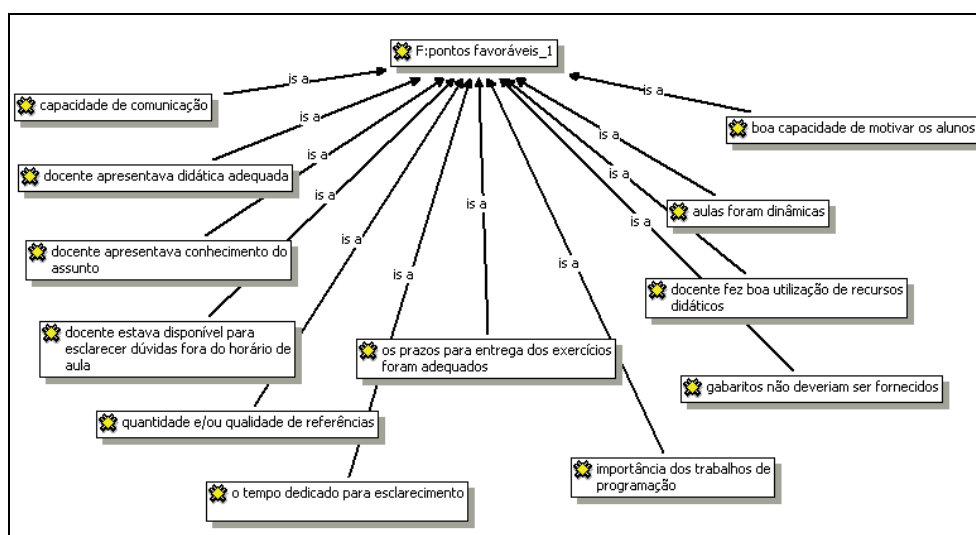 F:pontos favoráveis_1
is a
capacidade de comunicação
is a
boa capacidade de motivar os alunos
is a
docente apresentava didática adequada
is a
aulas foram dinâmicas
is a
docente apresentava conhecimento do
assunto
is a
docente fez boa utilização de recursos
didáticos
is a
docente estava disponível para
esclarecer dúvidas fora do horário de
aula
is a
os prazos para entrega dos exercícios
foram adequados
is a
gabaritos não deveriam ser fornecidos
is a
quantidade e/ou qualidade de referências
is a
importância dos trabalhos de
programação
is a
o tempo dedicado para esclarecimento
is a